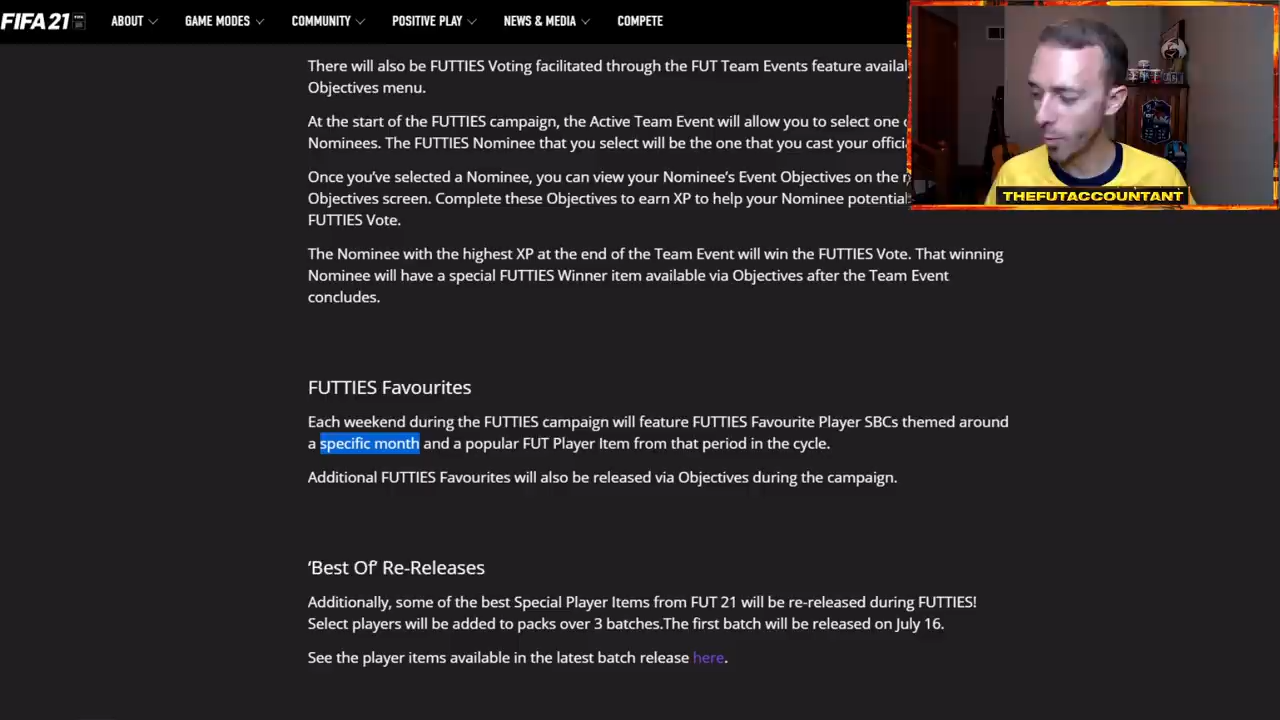 FIFA 21 ABOUT GAME MODES COMMUNITY POSITIVE PLAY NEWS & MEDIA COMPETE
There will also be FUTTIES Voting facilitated through the FUT Team Events feature
Objectives menu.
At the start of the FUTTIES campaign, the Active Team Event will allow you to select one
Nominees. The FUTTIES Nominee that you select will be the one that you cast your
Once you've selected a Nominee, you can view your Nominee's Event Objectives on the
Objectives screen. Complete these Objectives to earn XP to help your Nominee
FUTTIES Vote.
THEFUTACCOUNTANT
The Nominee with the highest XP at the end of the Team Event will win the FUTTIES Vote. That winning
Nominee will have a special FUTTIES Winner item available via Objectives after the Team Event
concludes.
FUTTIES Favourites
Each weekend during the FUTTIES campaign will feature FUTTIES Favourite Player SBCs themed around
a specific month and a popular FUT Player Item from that period in the cycle.
Additional FUTTIES Favourites will also be released via Objectives during the campaign.
‘Best Of’ Re-Releases
Additionally, some of the best Special Player Items from FUT 21 will be re-released during FUTTIES!
Select players will be added to packs over 3 batches.The first batch will be released on July 16.
See the player items available in the latest batch release here.